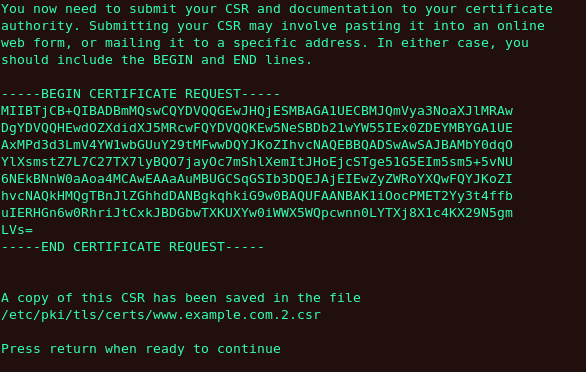 You now need to submit your CSR and documentation to your certificate
authority. Submitting your CSR may involve pasting it into an online
web form, or mailing it to a specific address. In either case, you
should include the BEGIN and END lines.

-----BEGIN CERTIFICATE REQUEST-----
MIIBTjCB+QIBADBmMQswCQYDVQQGEwJHQjESMBAGA1UECBMJQmVya3NoaXJlMRAw
DgYDVQQHEwdOZXdidXJ5MRcwFQYDVQQKEw5NeSBDb21wYW55IEx0ZDEYMBYGA1UE
AxMPd3d3LmV4YW1wbGUuY29tMFwwDQYJKoZIhvcNAQEBBQADSwAwSAJBAMbY0dqO
YlXsmstZ7L7C27TX7lyBQO7jayOc7mShlXemItJHoEjcSTge51G5EIm5sm5+5vNU
6NEkBNnW0aAoa4MCAwEAAaAuMBUGCSqGSIb3DQEJAjEIEwZyZWRoYXQwFQYJKoZI
hvcNAQkHMQgTBnJlZGhhdDANBgkqhkiG9w0BAQUFAANBAK1iOocPMET2Yy3t4ffb
uIERHGn6w0RhriJtCxkJBDGbwTXKUXYw0iWWX5WQpcwnn0LYTXj8X1c4KX29N5gm
LVs=
-----END CERTIFICATE REQUEST-----

A copy of this CSR has been saved in the file
/etc/pki/tls/certs/www.example.com.2.csr

Press return when ready to continue